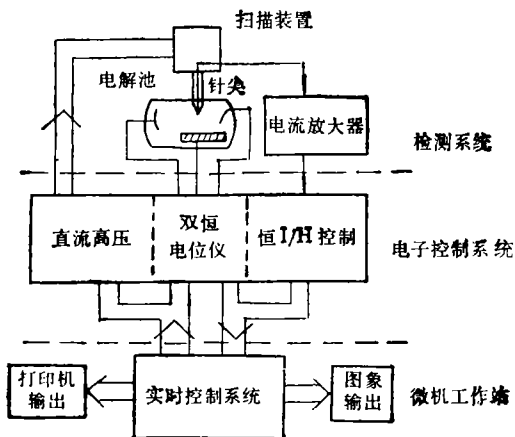 扫描装置
电解池
针尖
电流放大器
检测系统
直流高压
双恒
电位仪
恒I/H控制
电子控制系统
打印机
输出
实时控制系统
图象
输出
微机工作站